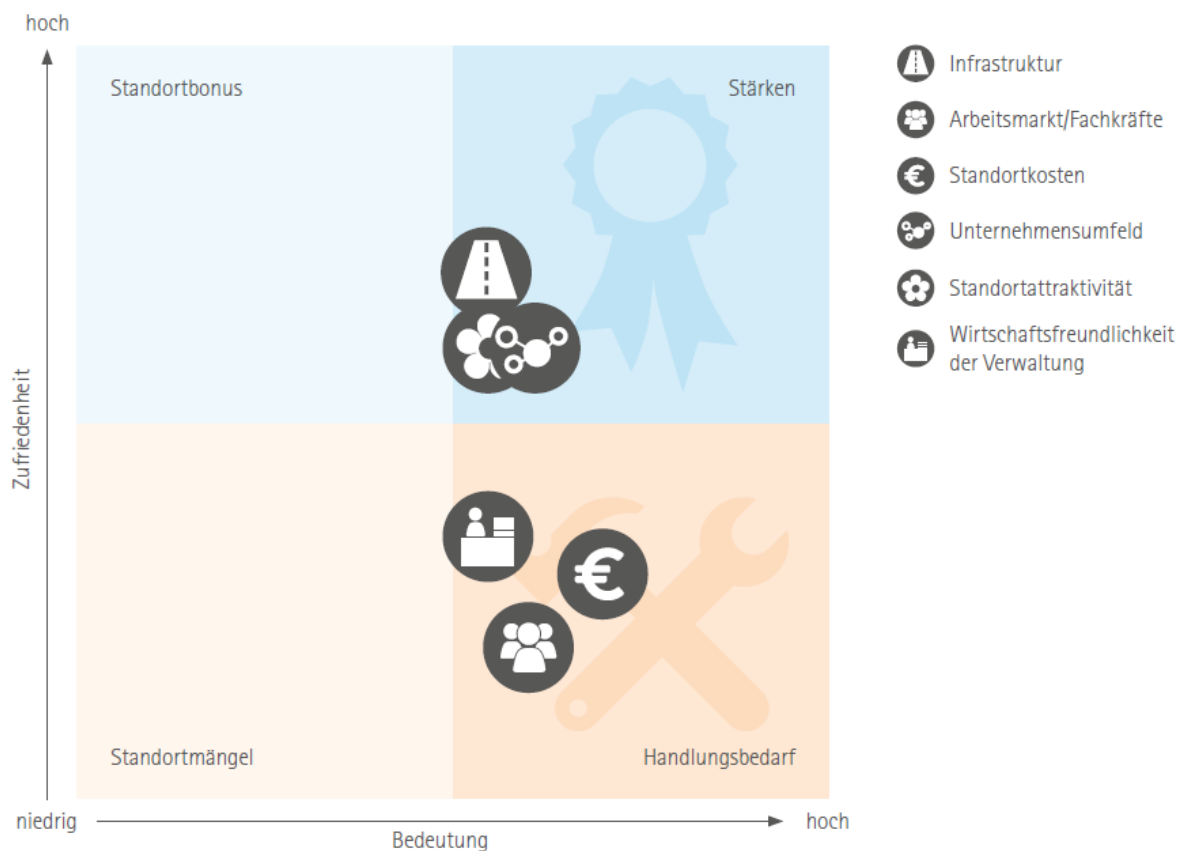 hoch
Standortbonus
Stärken
Zufriedenheit
Standortmängel
Handlungsbedarf
niedrig
hoch
Bedeutung
Infrastruktur
Arbeitsmarkt/Fachkräfte
€ Standortkosten
Unternehmensumfeld
Standortattraktivität
Wirtschaftsfreundlichkeit
der Verwaltung
€